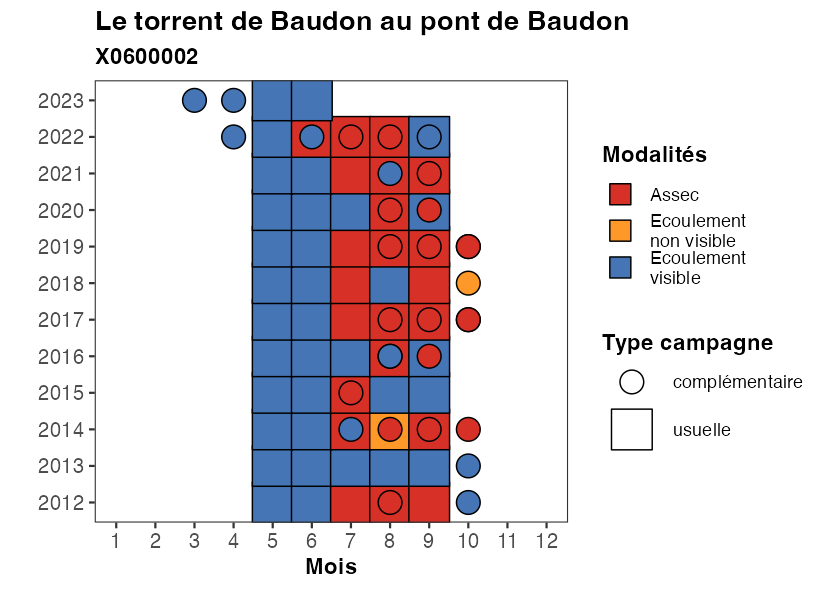 Le torrent de Baudon au pont de Baudon
X0600002
2023
2022
2021
2020
2019
2018
2017
2016
2015
2014
2013
2012
1 2 3 4 5 6 7 8 9 10 11 12
Mois
Modalités
Assec
Ecoulement
non visible
Ecoulement
visible
Type campagne
complémentaire
usuelle